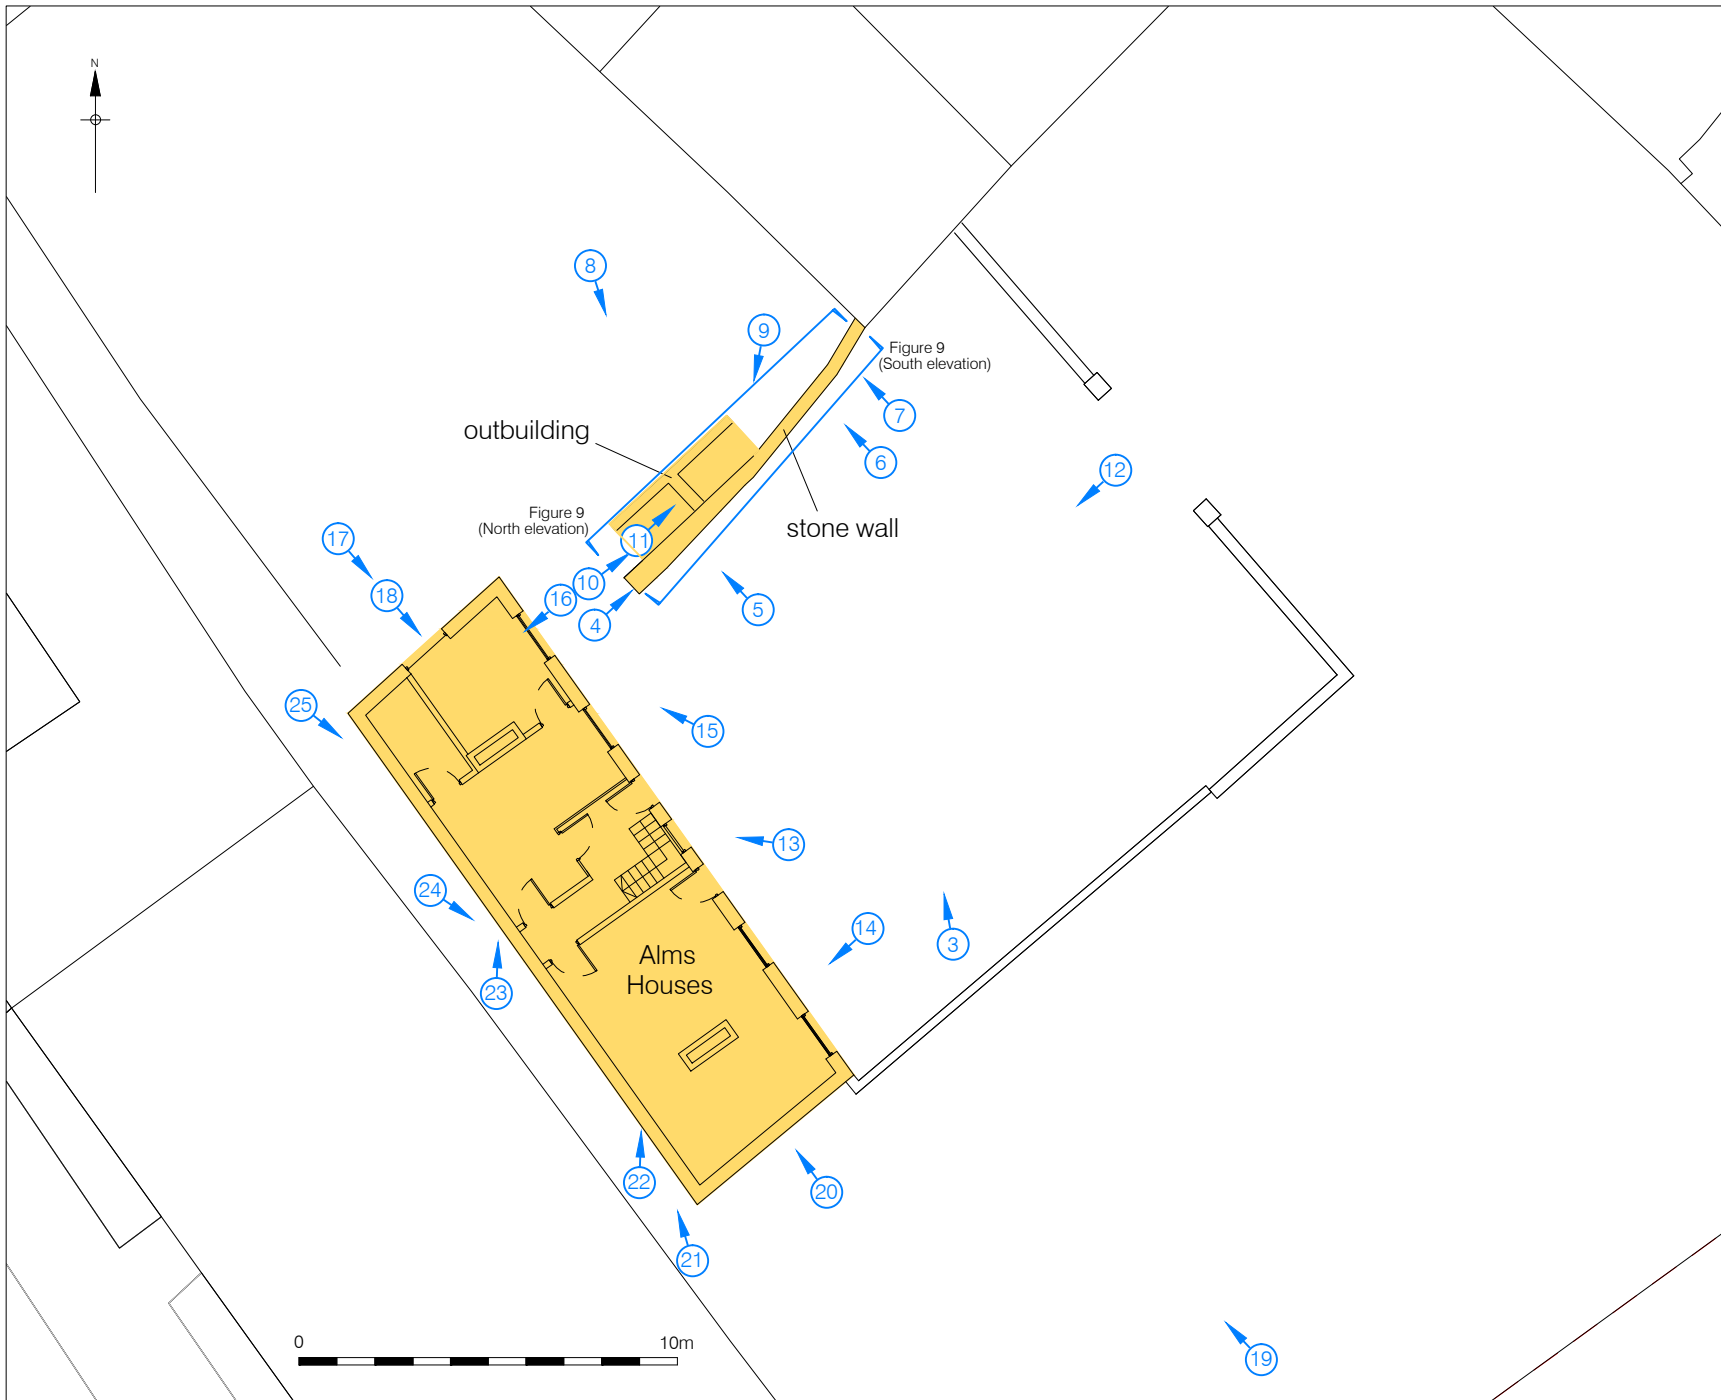 N
8
9
Figure 9
(South elevation)
7
outbuilding
6
12
Figure 9
(North elevation)
stone wall
11
17
10
18
16
4
5
25
15
13
24
14
3
Alms
Houses
23
22
20
21
0
10m
19